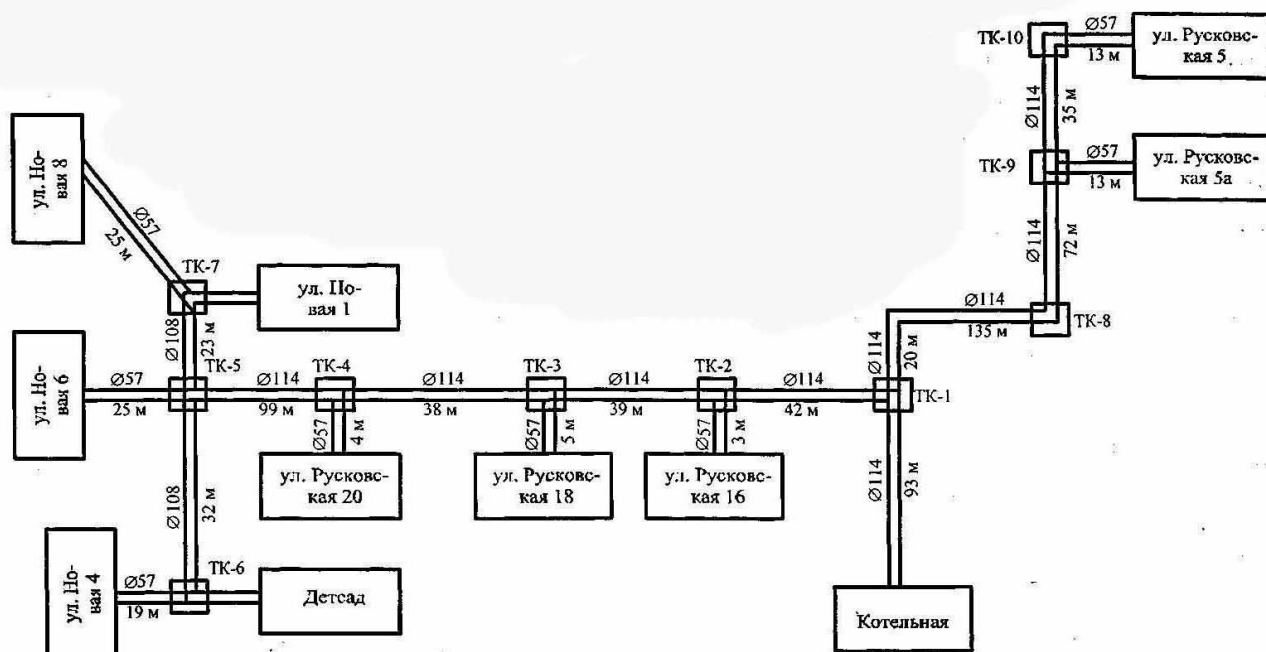 ТК-10
Ø57
13 м
ул. Русковс-
кая 5
Ø114
35 м
ТК-9
Ø57
13 м
ул. Русковс-
кая 5а
Ø114
72 м
ул. Но-
вая 8
Ø57
25 м
ТК-7
ул. Но-
вая 1
Ø108
23 м
Ø114
135 м
ТК-8
Ø114
20 м
ул. Но-
вая 6
Ø57
25 м
ТК-5
Ø114
99 м
ТК-4
Ø114
38 м
ТК-3
Ø114
39 м
ТК-2
Ø114
42 м
ТК-1
Ø57
4 м
Ø57
5 м
Ø57
3 м
ул. Русковс-
кая 20
ул. Русковс-
кая 18
ул. Русковс-
кая 16
Ø114
93 м
Ø108
32 м
ул. Но-
вая 4
Ø57
19 м
ТК-6
Детсад
Котельная